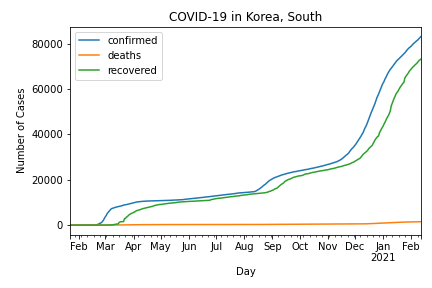 COVID-19 in Korea, South
confirmed
deaths
recovered
Number of Cases
80000
60000
40000
20000
0
Feb Mar Apr May Jun Jul Aug Sep Oct Nov Dec Jan Feb
2021
Day